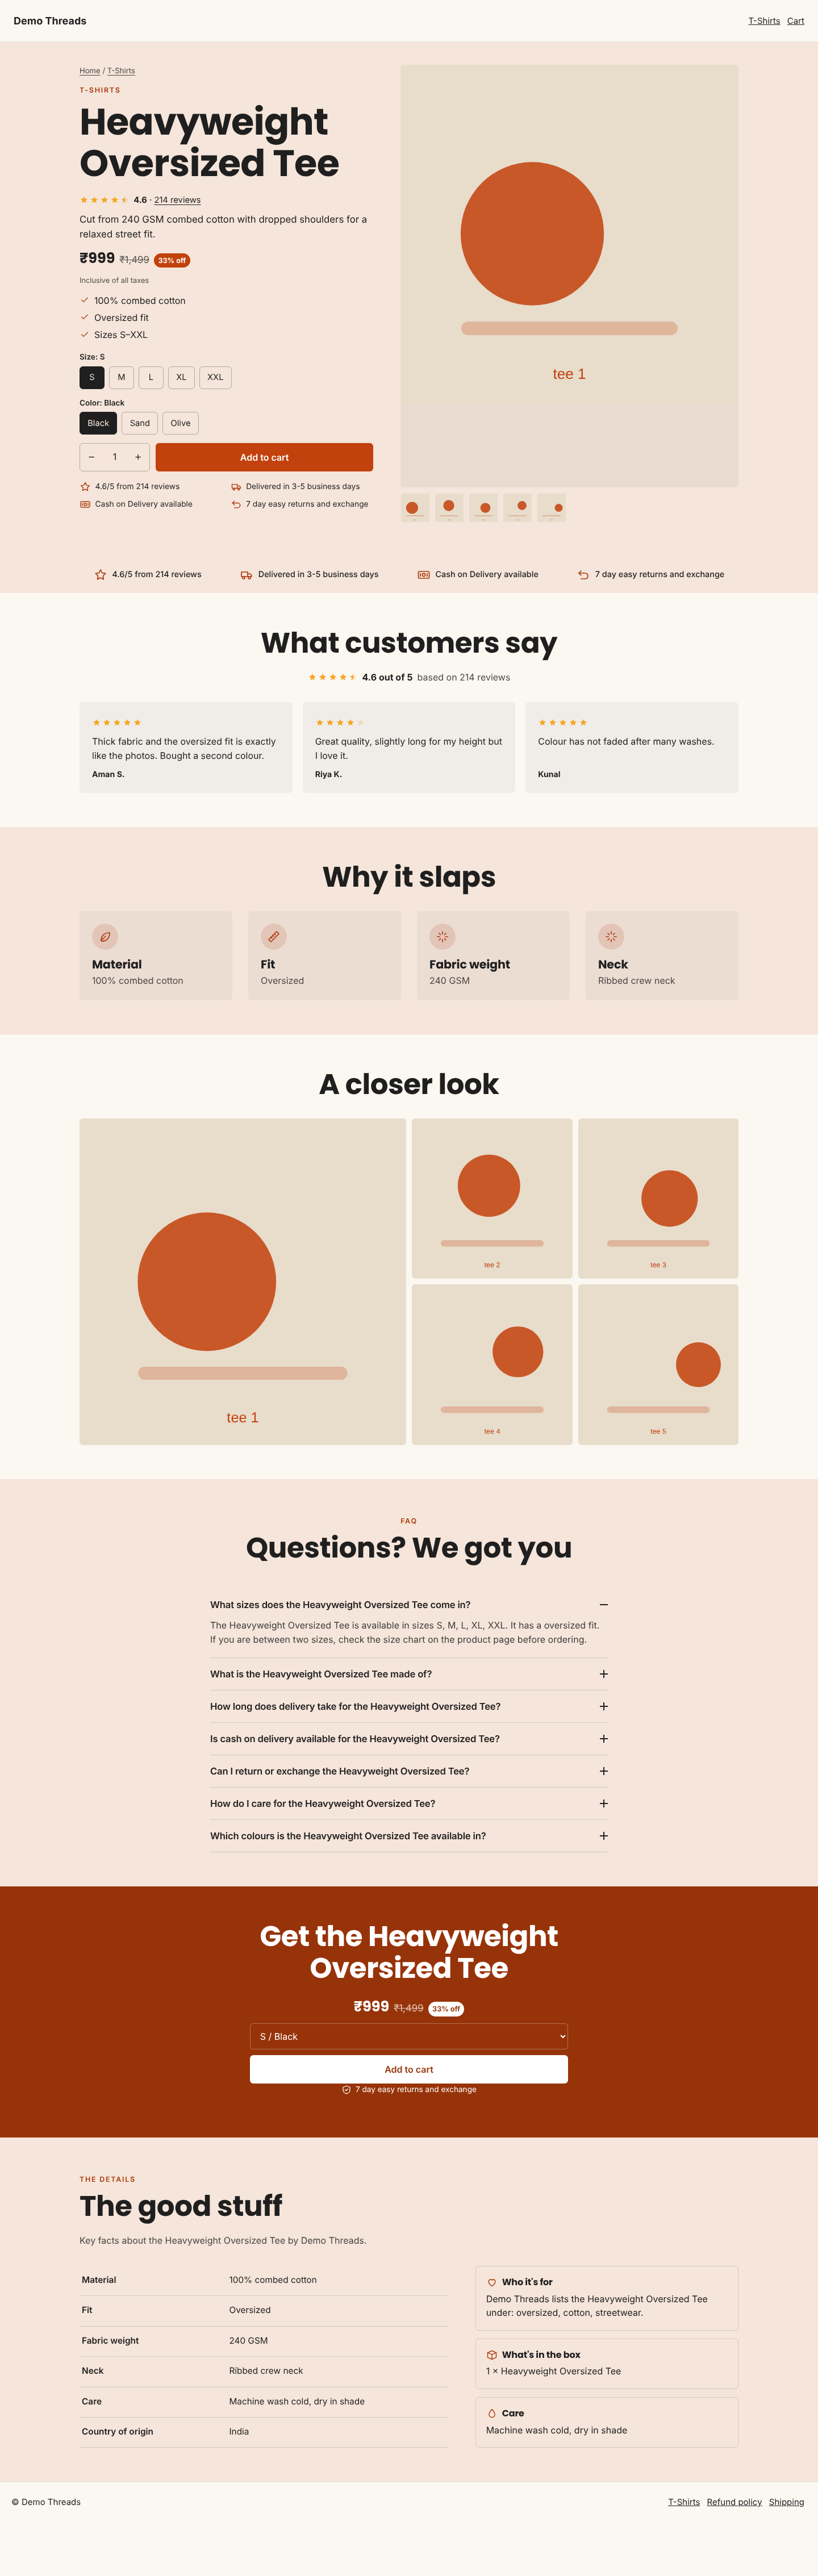 Demo Threads
T-Shirts Cart
Home / T-Shirts
T-SHIRTS
Heavyweight
Oversized Tee
4.6 · 214 reviews
Cut from 240 GSM combed cotton with dropped shoulders for a
relaxed street fit.
₹999 ₹1,499 33% off
Inclusive of all taxes
100% combed cotton
Oversized fit
Sizes S–XXL
Size: S
S M L XL XXL
Color: Black
Black Sand Olive
− 1 + Add to cart
4.6/5 from 214 reviews Delivered in 3-5 business days
Cash on Delivery available 7 day easy returns and exchange
tee 1
4.6/5 from 214 reviews Delivered in 3-5 business days Cash on Delivery available 7 day easy returns and exchange
What customers say
4.6 out of 5 based on 214 reviews
Thick fabric and the oversized fit is exactly
like the photos. Bought a second colour.
Aman S.
Great quality, slightly long for my height but
I love it.
Riya K.
Colour has not faded after many washes.
Kunal
Why it slaps
Material
100% combed cotton
Fit
Oversized
Fabric weight
240 GSM
Neck
Ribbed crew neck
A closer look
tee 1
tee 2
tee 3
tee 4
tee 5
FAQ
Questions? We got you
What sizes does the Heavyweight Oversized Tee come in?
The Heavyweight Oversized Tee is available in sizes S, M, L, XL, XXL. It has a oversized fit.
If you are between two sizes, check the size chart on the product page before ordering.
What is the Heavyweight Oversized Tee made of?
How long does delivery take for the Heavyweight Oversized Tee?
Is cash on delivery available for the Heavyweight Oversized Tee?
Can I return or exchange the Heavyweight Oversized Tee?
How do I care for the Heavyweight Oversized Tee?
Which colours is the Heavyweight Oversized Tee available in?
Get the Heavyweight
Oversized Tee
₹999 ₹1,499 33% off
S / Black
Add to cart
7 day easy returns and exchange
THE DETAILS
The good stuff
Key facts about the Heavyweight Oversized Tee by Demo Threads.
Material 100% combed cotton
Fit Oversized
Fabric weight 240 GSM
Neck Ribbed crew neck
Care Machine wash cold, dry in shade
Country of origin India
Who it's for
Demo Threads lists the Heavyweight Oversized Tee
under: oversized, cotton, streetwear.
What's in the box
1 × Heavyweight Oversized Tee
Care
Machine wash cold, dry in shade
© Demo Threads
T-Shirts Refund policy Shipping